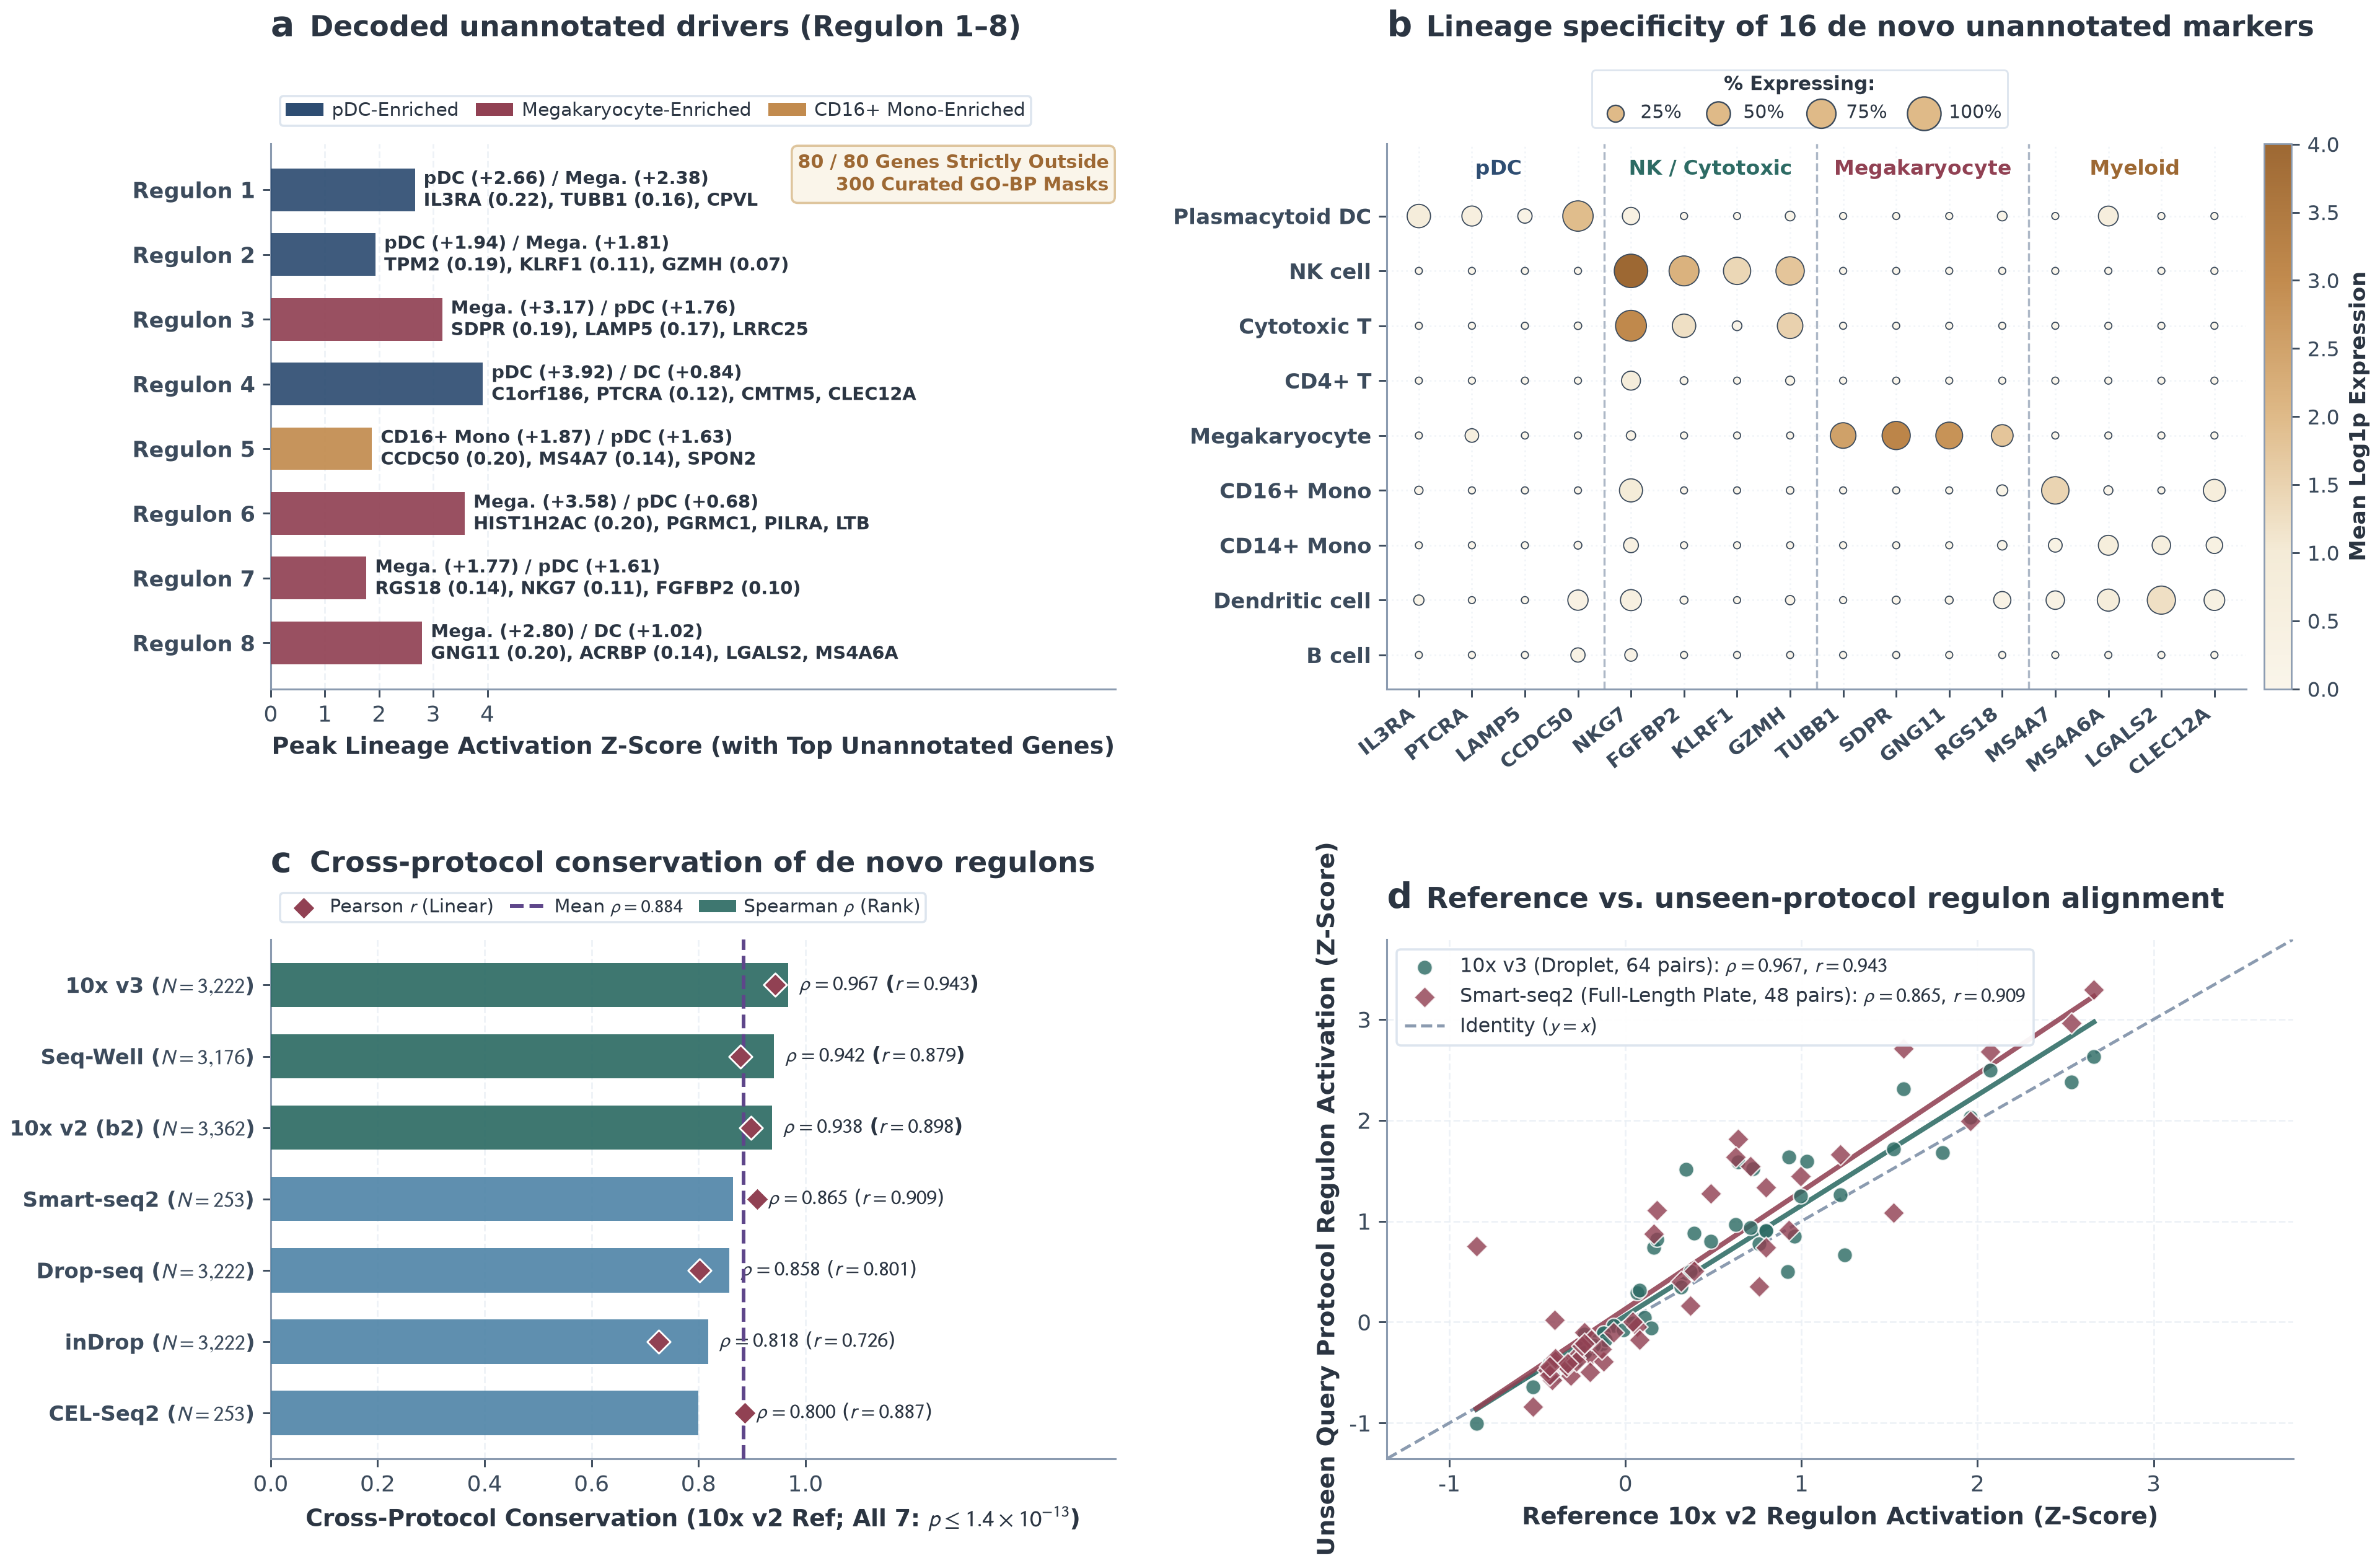 a Decoded unannotated drivers (Regulon 1–8)
pDC-Enriched Megakaryocyte-Enriched CD16+ Mono-Enriched
80 / 80 Genes Strictly Outside
300 Curated GO-BP Masks
Regulon 1
pDC (+2.66) / Mega. (+2.38)
IL3RA (0.22), TUBB1 (0.16), CPVL
Regulon 2
pDC (+1.94) / Mega. (+1.81)
TPM2 (0.19), KLRF1 (0.11), GZMH (0.07)
Regulon 3
Mega. (+3.17) / pDC (+1.76)
SDPR (0.19), LAMP5 (0.17), LRRC25
Regulon 4
pDC (+3.92) / DC (+0.84)
C1orf186, PTCRA (0.12), CMTM5, CLEC12A
Regulon 5
CD16+ Mono (+1.87) / pDC (+1.63)
CCDC50 (0.20), MS4A7 (0.14), SPON2
Regulon 6
Mega. (+3.58) / pDC (+0.68)
HIST1H2AC (0.20), PGRMC1, PILRA, LTB
Regulon 7
Mega. (+1.77) / pDC (+1.61)
RGS18 (0.14), NKG7 (0.11), FGFBP2 (0.10)
Regulon 8
Mega. (+2.80) / DC (+1.02)
GNG11 (0.20), ACRBP (0.14), LGALS2, MS4A6A
0 1 2 3 4
Peak Lineage Activation Z-Score (with Top Unannotated Genes)
b Lineage specificity of 16 de novo unannotated markers
% Expressing:
25% 50% 75% 100%
pDC NK / Cytotoxic Megakaryocyte Myeloid
Plasmacytoid DC
NK cell
Cytotoxic T
CD4+ T
Megakaryocyte
CD16+ Mono
CD14+ Mono
Dendritic cell
B cell
IL3RA PTCRA LAMP5 CCDC50 NKG7 FGFBP2 KLRF1 GZMH TUBB1 SDPR GNG11 RGS18 MS4A7 MS4A6A LGALS2 CLEC12A
4.0
3.5
3.0
2.5
2.0
1.5
1.0
0.5
0.0
Mean Log1p Expression
c Cross-protocol conservation of de novo regulons
Pearson r (Linear) Mean ρ = 0.884 Spearman ρ (Rank)
10x v3 (N = 3,222) ρ = 0.967 (r = 0.943)
Seq-Well (N = 3,176) ρ = 0.942 (r = 0.879)
10x v2 (b2) (N = 3,362) ρ = 0.938 (r = 0.898)
Smart-seq2 (N = 253) ρ = 0.865 (r = 0.909)
Drop-seq (N = 3,222) ρ = 0.858 (r = 0.801)
inDrop (N = 3,222) ρ = 0.818 (r = 0.726)
CEL-Seq2 (N = 253) ρ = 0.800 (r = 0.887)
0.0 0.2 0.4 0.6 0.8 1.0
Cross-Protocol Conservation (10x v2 Ref; All 7: p ≤ 1.4 × 10⁻¹³)
d Reference vs. unseen-protocol regulon alignment
10x v3 (Droplet, 64 pairs): ρ = 0.967, r = 0.943
Smart-seq2 (Full-Length Plate, 48 pairs): ρ = 0.865, r = 0.909
Identity (y = x)
Unseen Query Protocol Regulon Activation (Z-Score)
3
2
1
0
-1
-1 0 1 2 3
Reference 10x v2 Regulon Activation (Z-Score)